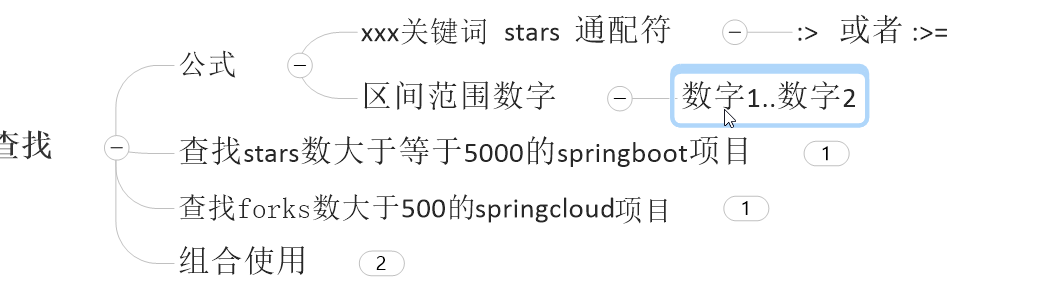 xxx关键词 stars 通配符 :> 或者 :>=
公式
区间范围数字 数字1..数字2
查找
查找stars数大于等于5000的springboot项目 1
查找forks数大于500的springcloud项目 1
组合使用 2